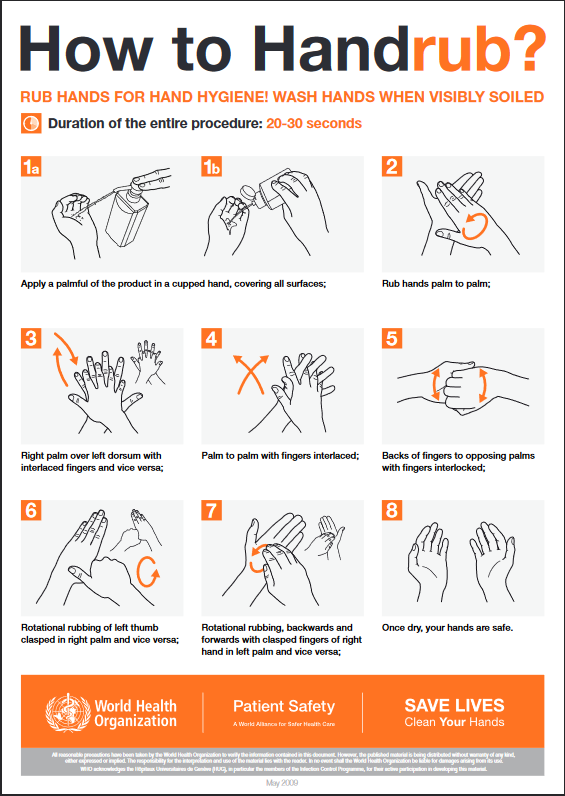 How to Handrub?
RUB HANDS FOR HAND HYGIENE! WASH HANDS WHEN VISIBLY SOILED
Duration of the entire procedure: 20-30 seconds
1a
1b
Apply a palmful of the product in a cupped hand, covering all surfaces;
2
Rub hands palm to palm;
3
Right palm over left dorsum with
interlaced fingers and vice versa;
4
Palm to palm with fingers interlaced;
5
Backs of fingers to opposing palms
with fingers interlocked;
6
Rotational rubbing of left thumb
clasped in right palm and vice versa;
7
Rotational rubbing, backwards and
forwards with clasped fingers of right
hand in left palm and vice versa;
8
Once dry, your hands are safe.
World Health
Organization
Patient Safety
A World Alliance for Safer Health Care
SAVE LIVES
Clean Your Hands
All reasonable precautions have been taken by the World Health Organization to verify the information contained in this document. However, the published material is being distributed without warranty of any kind,
either expressed or implied. The responsibility for the interpretation and use of the material lies with the reader. In no event shall the World Health Organization be liable for damages arising from its use.
WHO acknowledges the Hôpitaux Universitaires de Genève (HUG), in particular the members of the Infection Control Programme, for their active participation in developing this material.
May 2009